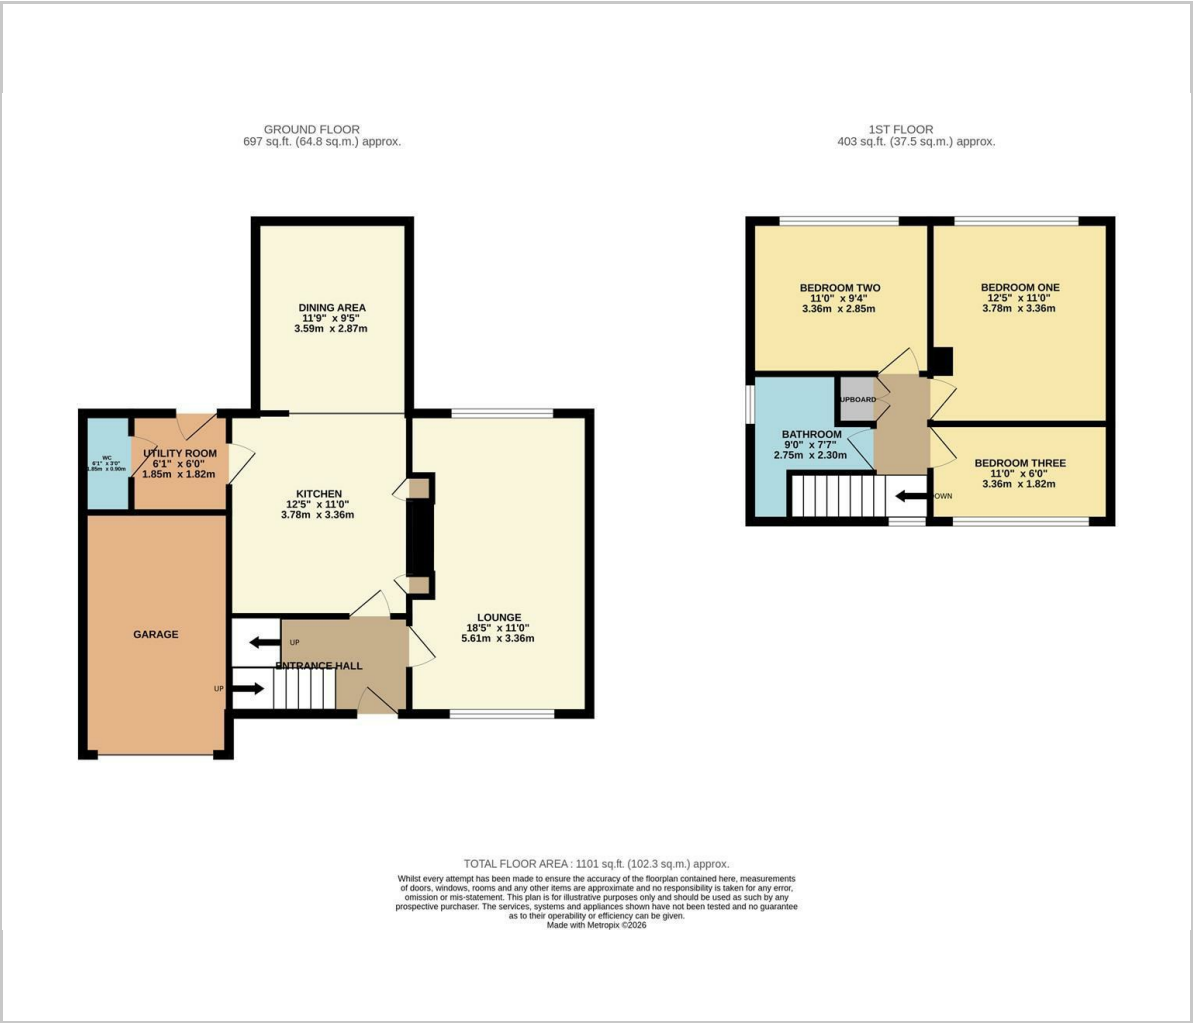 GROUND FLOOR
697 sq.ft. (64.8 sq.m.) approx.
1ST FLOOR
403 sq.ft. (37.5 sq.m.) approx.
DINING AREA
11'9" x 9'5"
3.59m x 2.87m
WC
6'1" x 3'0"
1.85m x 0.90m
UTILITY ROOM
6'1" x 6'0"
1.85m x 1.82m
KITCHEN
12'5" x 11'0"
3.78m x 3.36m
LOUNGE
18'5" x 11'0"
5.61m x 3.36m
GARAGE
UP
ENTRANCE HALL
UP
BEDROOM TWO
11'0" x 9'4"
3.36m x 2.85m
BEDROOM ONE
12'5" x 11'0"
3.78m x 3.36m
UPBOARD
BATHROOM
9'0" x 7'7"
2.75m x 2.30m
BEDROOM THREE
11'0" x 6'0"
3.36m x 1.82m
DOWN
TOTAL FLOOR AREA : 1101 sq.ft. (102.3 sq.m.) approx.
Whilst every attempt has been made to ensure the accuracy of the floorplan contained here, measurements
of doors, windows, rooms and any other items are approximate and no responsibility is taken for any error,
omission or mis-statement. This plan is for illustrative purposes only and should be used as such by any
prospective purchaser. The services, systems and appliances shown have not been tested and no guarantee
as to their operability or efficiency can be given.
Made with Metropix ©2026